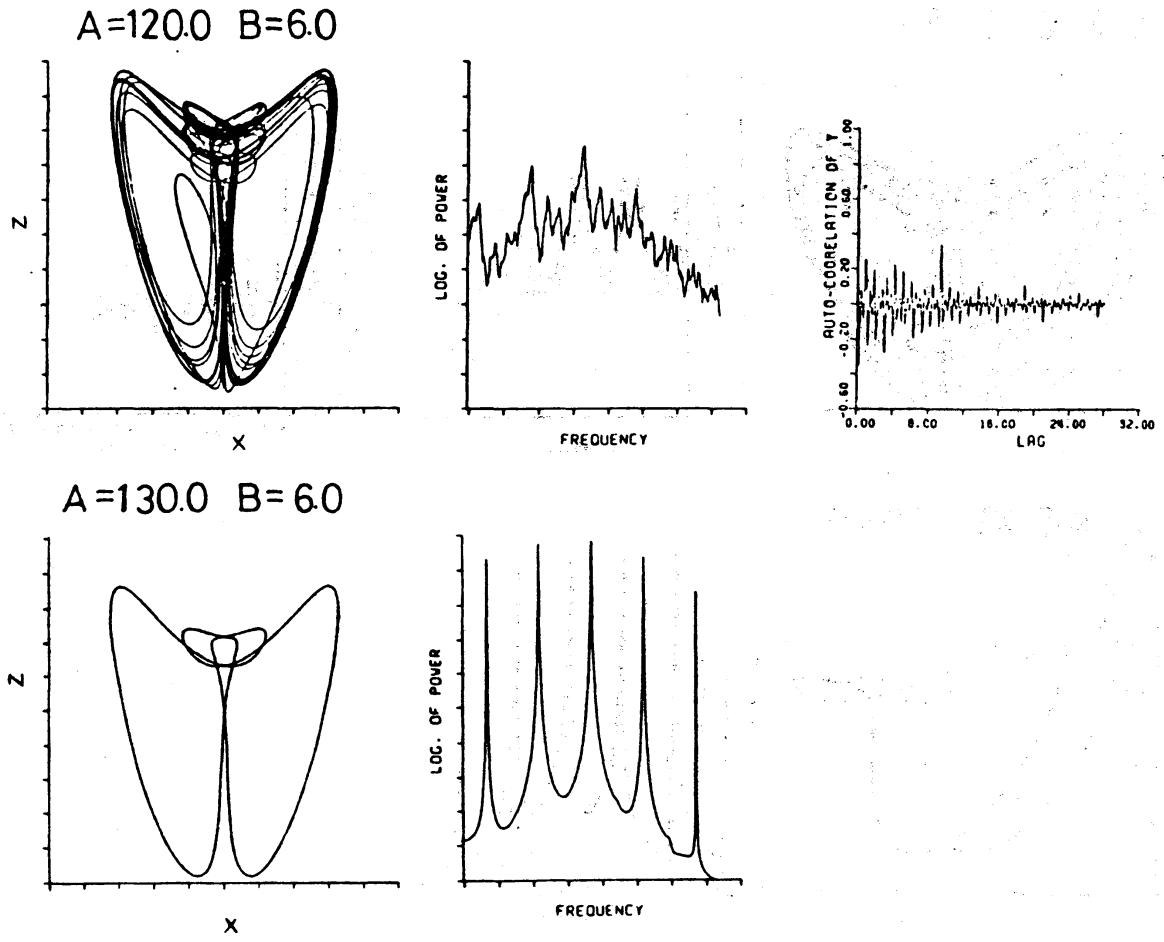 A=120.0 B=6.0
Z
X
LOG. OF POWER
FREQUENCY
AUTO-COORELATION OF Y
1.00
0.60
0.20
-0.20
-0.60
0.00 8.00 16.00 24.00 32.00
LAG
A=130.0 B=6.0
Z
X
LOG. OF POWER
FREQUENCY